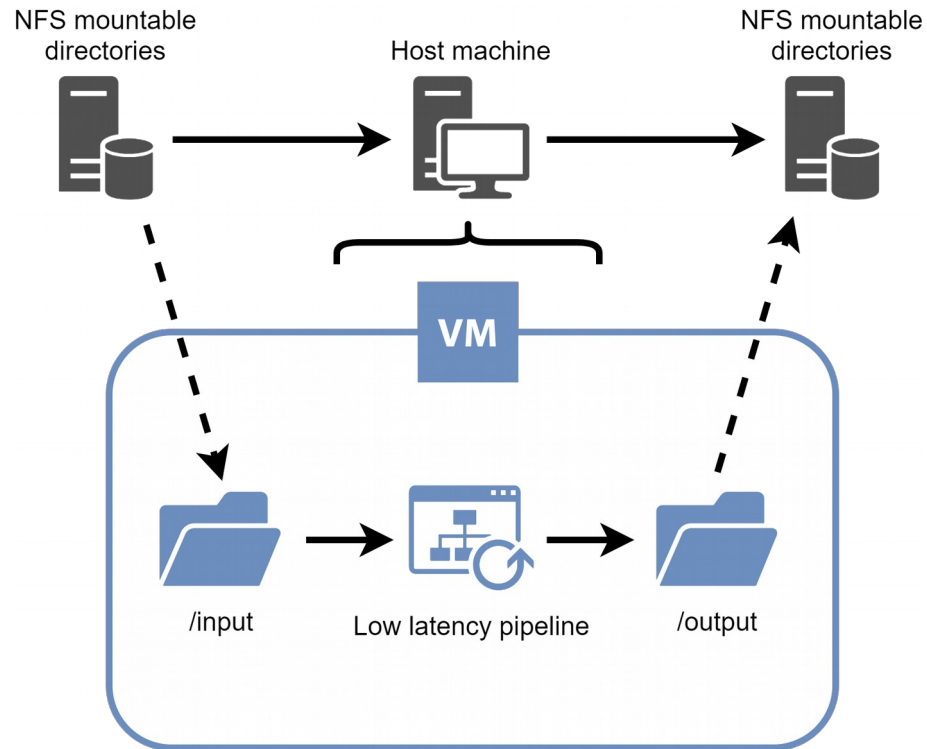 NFS mountable
directories
Host machine
NFS mountable
directories
VM
/input
Low latency pipeline
/output